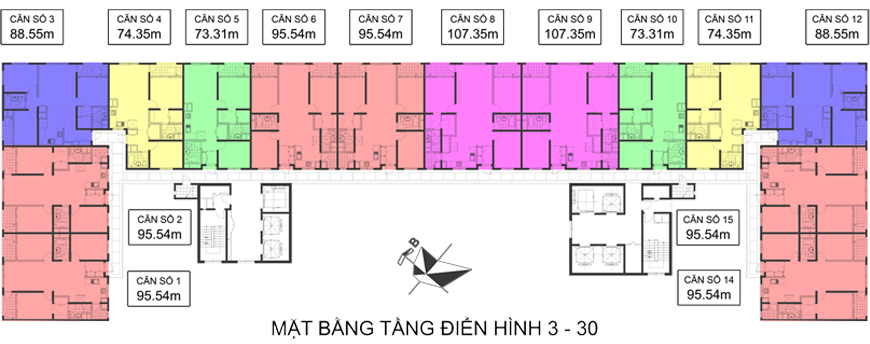 CĂN SỐ 3
88.55m
CĂN SỐ 4
74.35m
CĂN SỐ 5
73.31m
CĂN SỐ 6
95.54m
CĂN SỐ 7
95.54m
CĂN SỐ 8
107.35m
CĂN SỐ 9
107.35m
CĂN SỐ 10
73.31m
CĂN SỐ 11
74.35m
CĂN SỐ 12
88.55m
CĂN SỐ 2
95.54m
CĂN SỐ 15
95.54m
B
CĂN SỐ 1
95.54m
CĂN SỐ 14
95.54m
MẶT BẰNG TẦNG ĐIỂN HÌNH 3 - 30